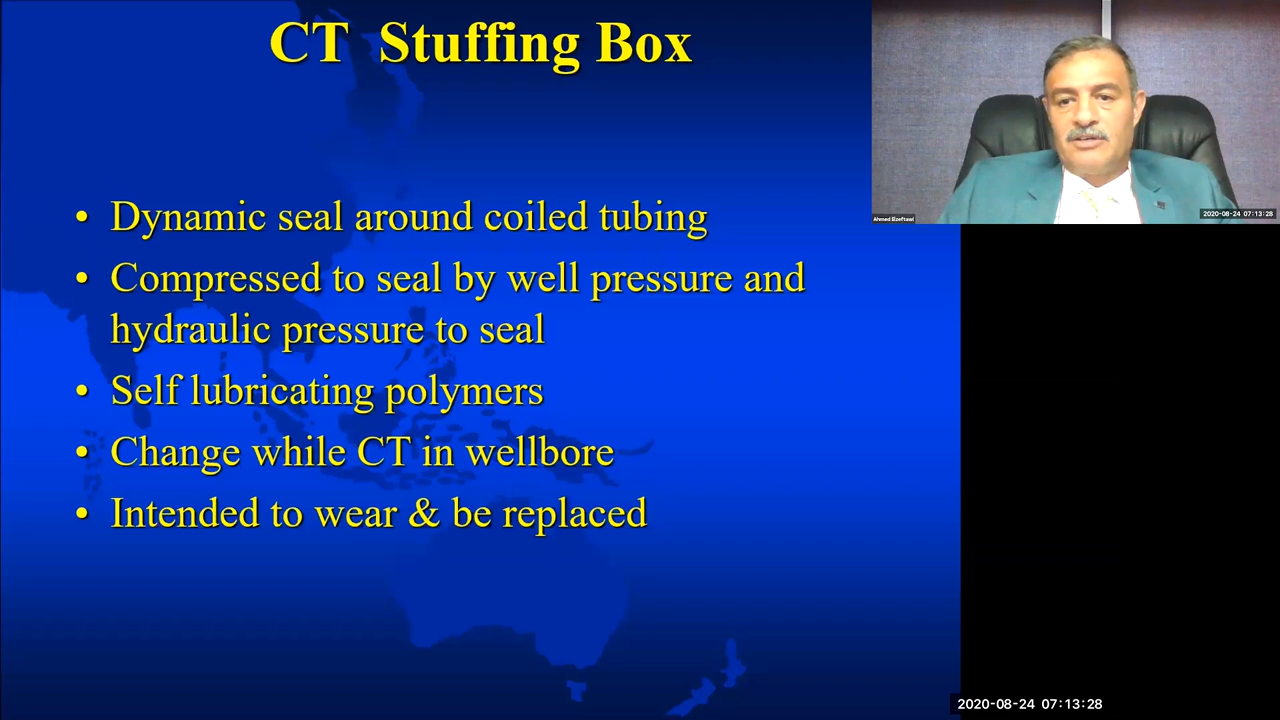 CT Stuffing Box
• Dynamic seal around coiled tubing
• Compressed to seal by well pressure and
hydraulic pressure to seal
• Self lubricating polymers
• Change while CT in wellbore
• Intended to wear & be replaced
Ahmed Elzeftawi
2020-08-24 07:13:28
2020-08-24 07:13:28